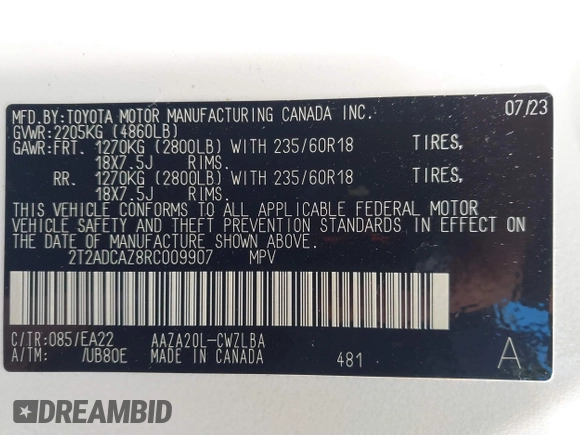 MFD.BY:TOYOTA MOTOR MANUFACTURING CANADA INC. 07/23
GVWR:2205KG (4860LB)
GAWR:FRT. 1270KG (2800LB) WITH 235/60R18 TIRES,
18X7.5J RIMS.
RR. 1270KG (2800LB) WITH 235/60R18 TIRES,
18X7.5J RIMS.
THIS VEHICLE CONFORMS TO ALL APPLICABLE FEDERAL MOTOR
VEHICLE SAFETY AND THEFT PREVENTION STANDARDS IN EFFECT ON
THE DATE OF MANUFACTURE SHOWN ABOVE.
2T2ADCAZ8RC009907 MPV
C/TR:085/EA22 AAZA20L-CWZLBA
A/TM: /UB80E MADE IN CANADA 481 A
DREAMBID